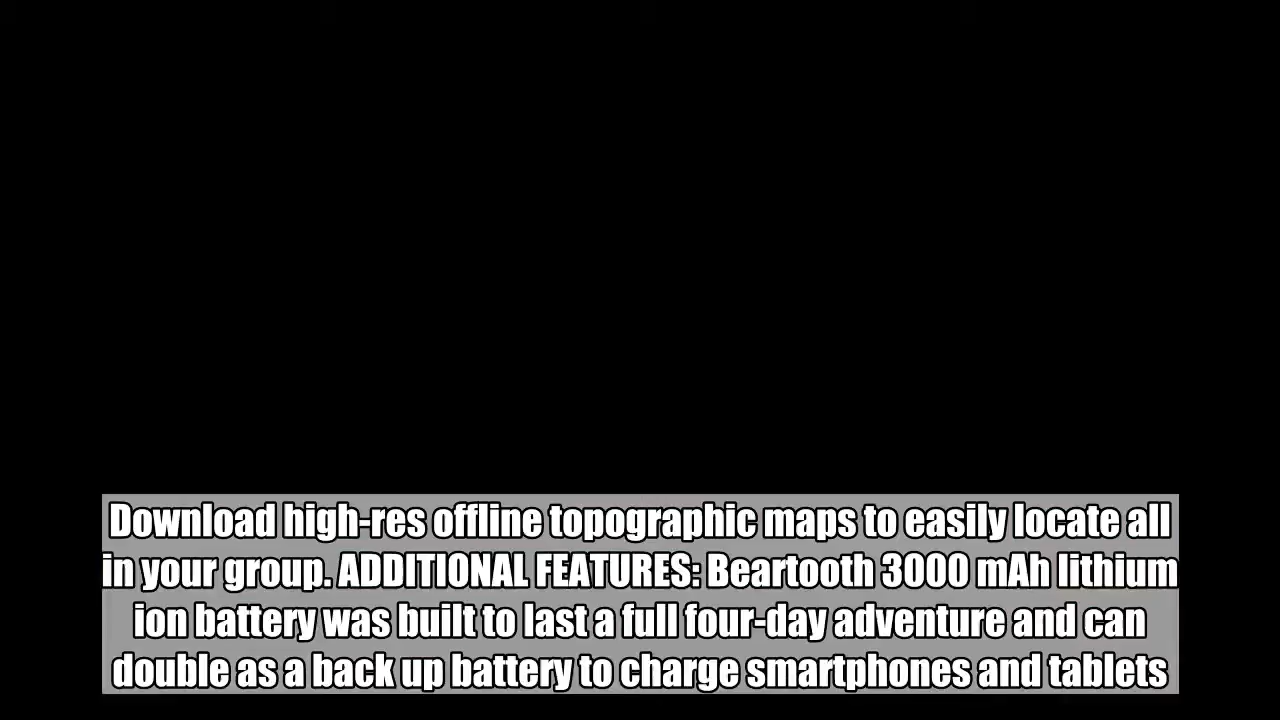 Download high-res offline topographic maps to easily locate all
in your group. ADDITIONAL FEATURES: Beartooth 3000 mAh lithium
ion battery was built to last a full four-day adventure and can
double as a back up battery to charge smartphones and tablets